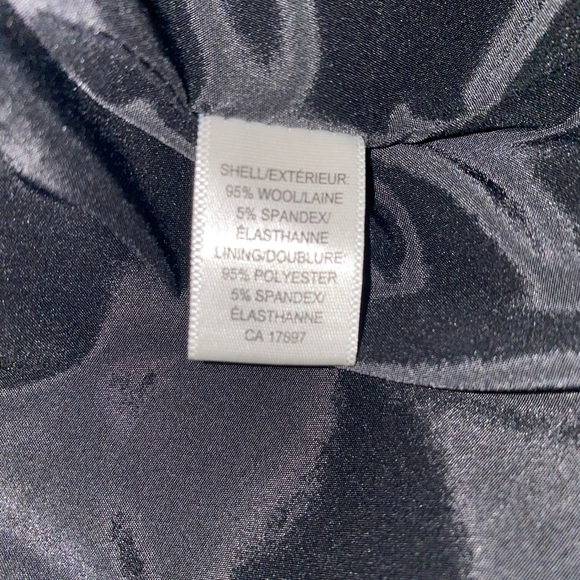 SHELL/EXTÉRIEUR:
95% WOOL/LAINE
5% SPANDEX/
ÉLASTHANNE
LINING/DOUBLURE:
95% POLYESTER
5% SPANDEX/
ÉLASTHANNE
CA 17897